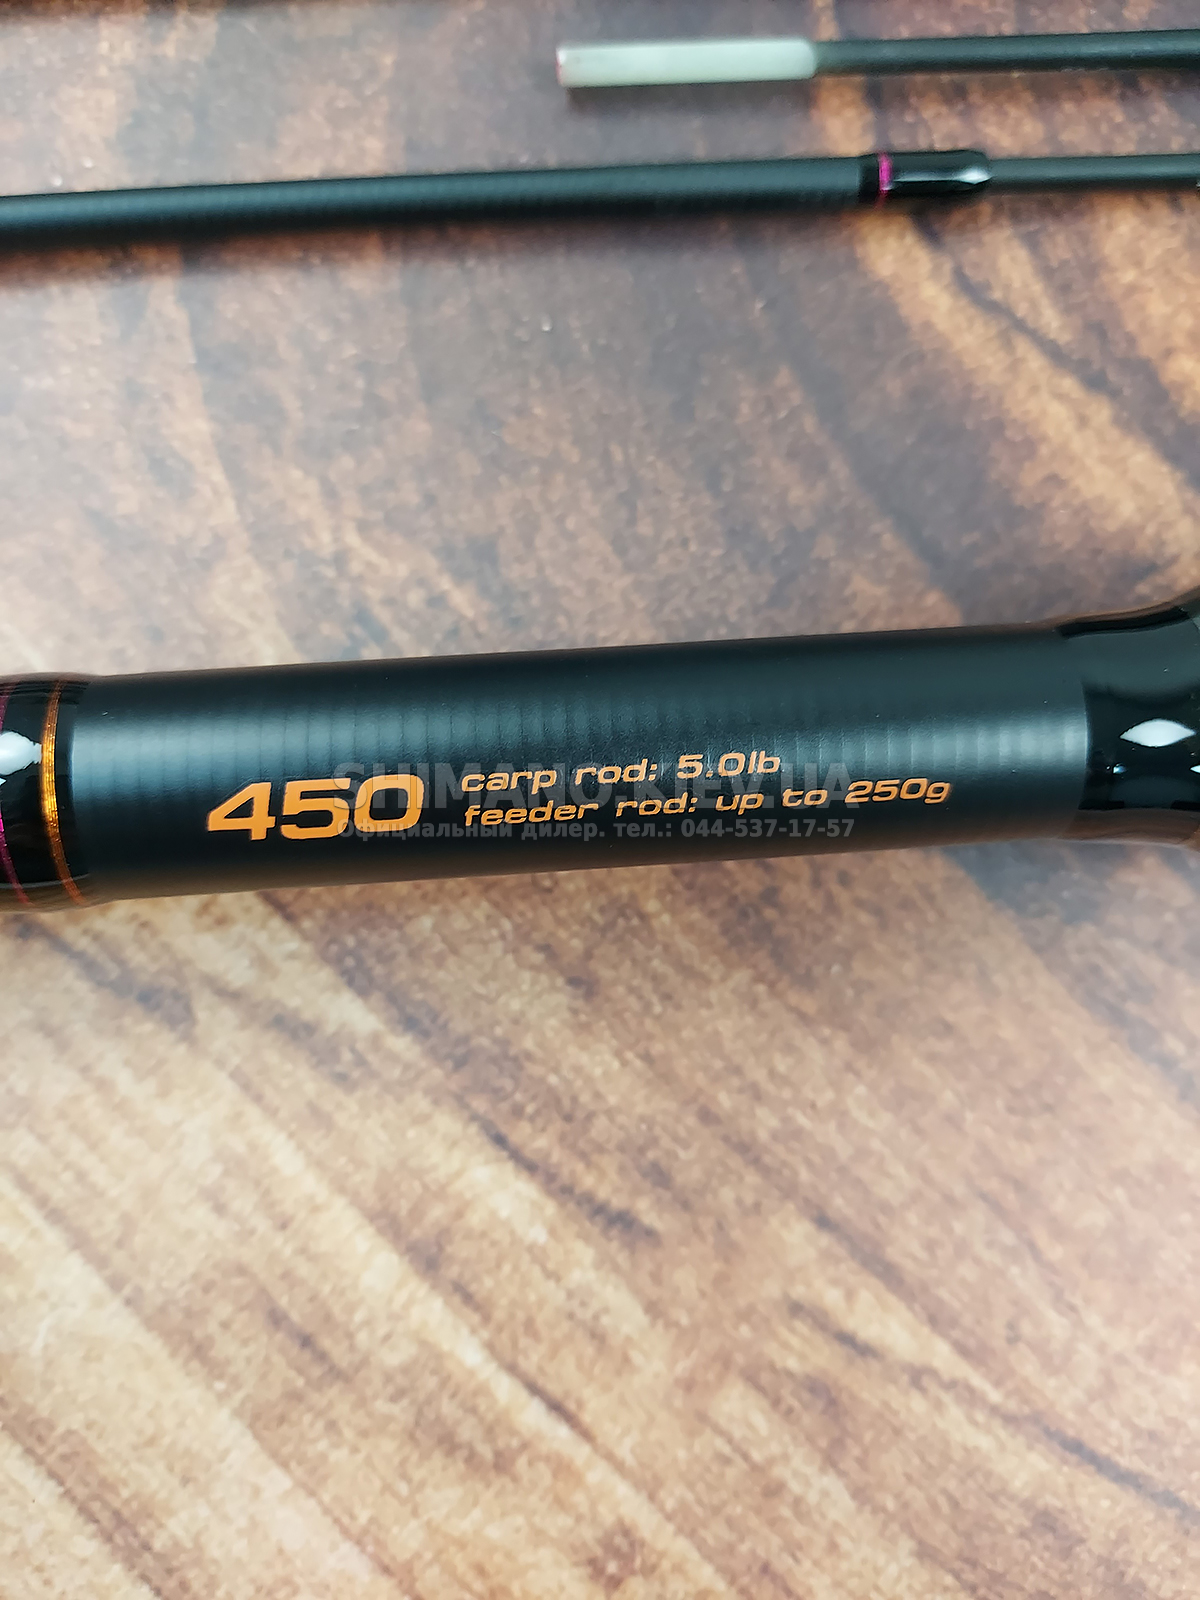 450 carp rod: 5.0lb
feeder rod: up to 250g
SHIMANO.KIEV.UA
Официальный дилер. тел.: 044-537-17-57